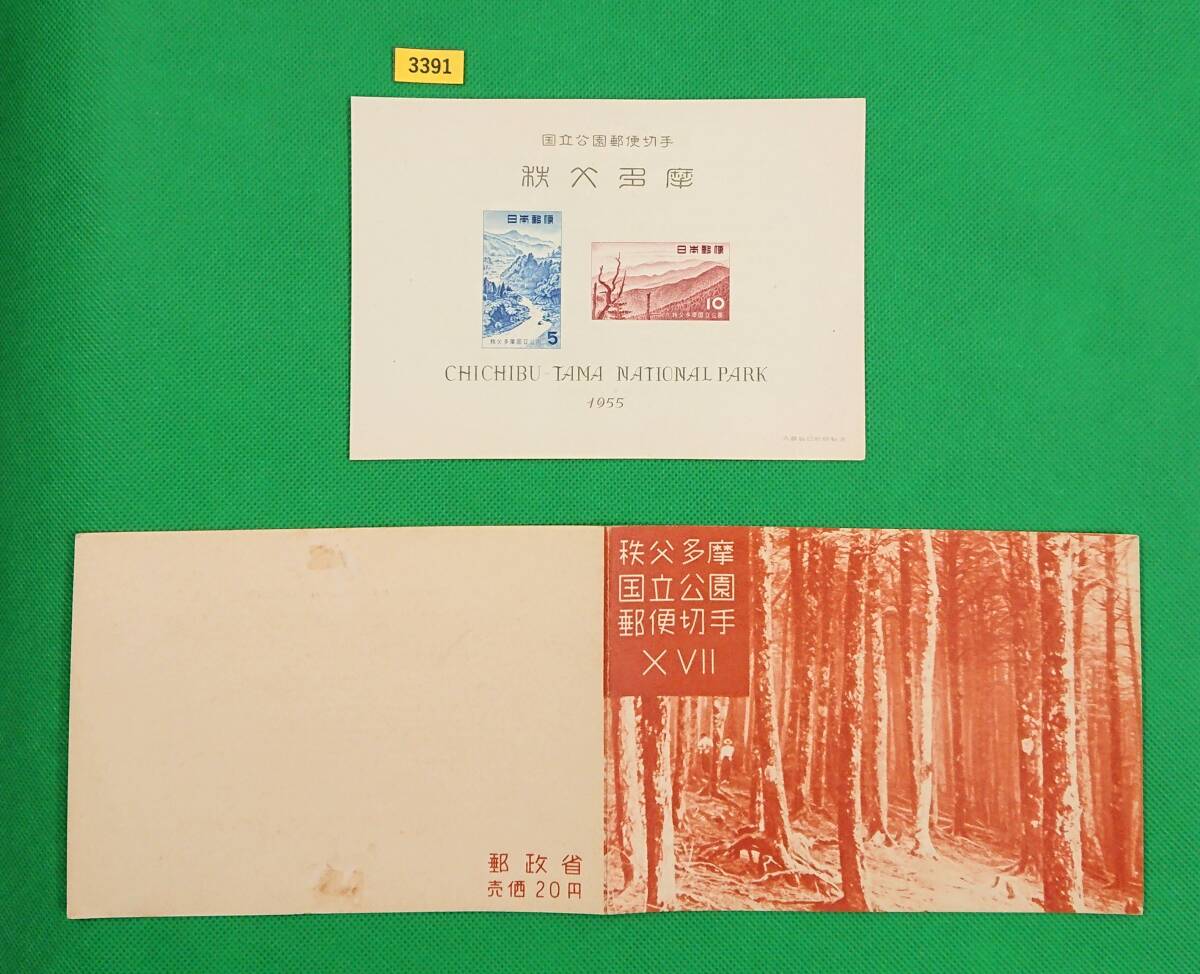 3391
国立公園郵便切手
秩父多摩
日本郵便
5
秩父多摩国立公園
日本郵便
10
秩父多摩国立公園
CHICHIBU-TAMA NATIONAL PARK
1955
秩父多摩
国立公園
郵便切手
XVII
郵政省
売価20円